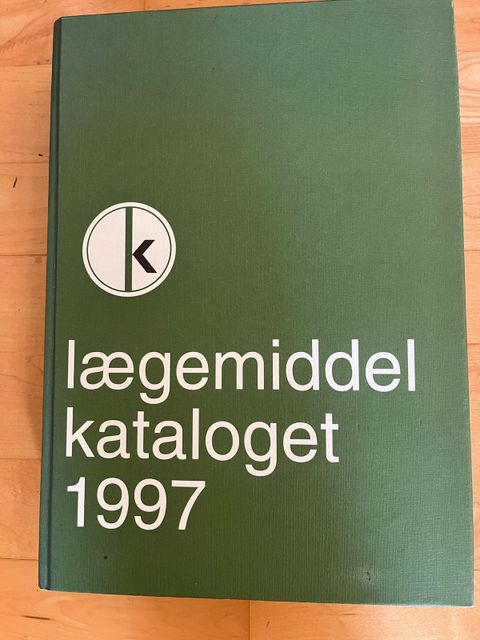 k
lægemiddel
kataloget
1997